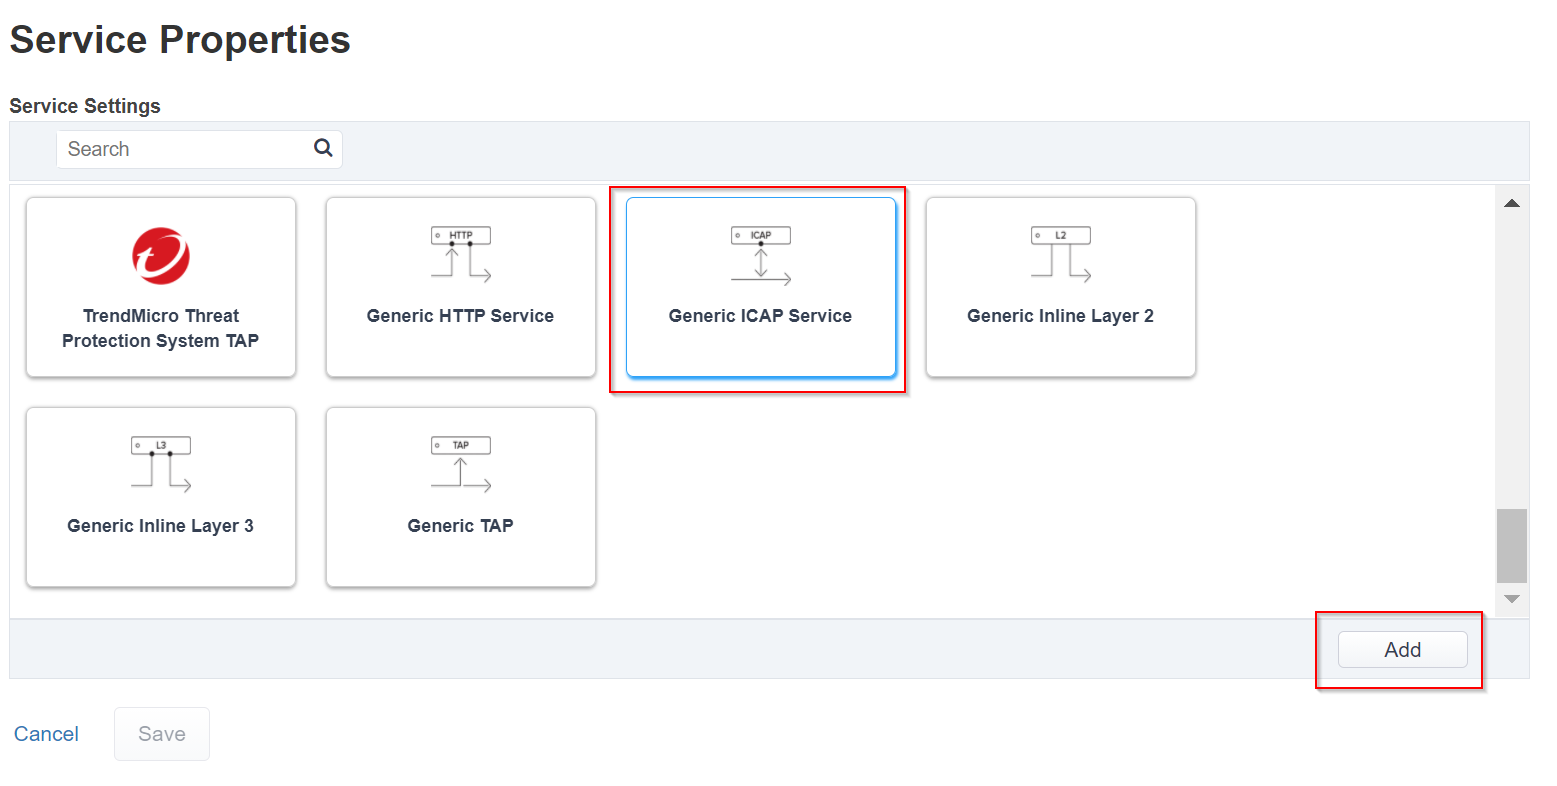 Service Properties
Service Settings
Search
HTTP
ICAP
L2
TrendMicro Threat
Protection System TAP
Generic HTTP Service
Generic ICAP Service
Generic Inline Layer 2
L3
TAP
Generic Inline Layer 3
Generic TAP
Add
Cancel
Save